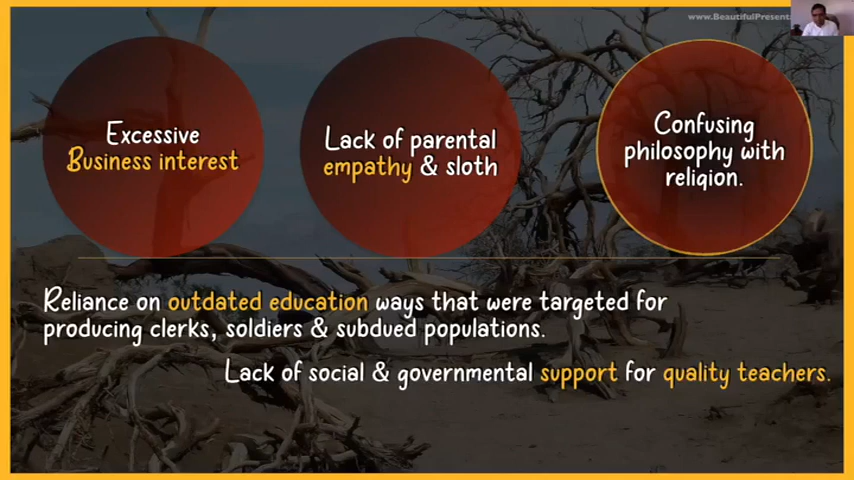 www.BeautifulPresent
Excessive
Business interest
Lack of parental
empathy & sloth
Confusing
philosophy with
religion.
Reliance on outdated education ways that were targeted for
producing clerks, soldiers & subdued populations.
Lack of social & governmental support for quality teachers.